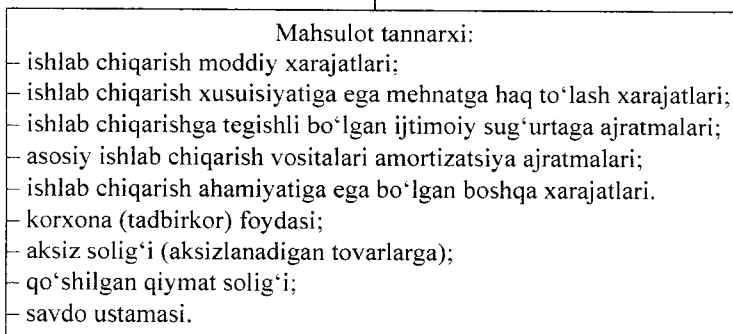 Mahsulot tannarxi:
– ishlab chiqarish moddiy xarajatlari;
– ishlab chiqarish xusuisiyatiga ega mehnatga haq to‘lash xarajatlari;
– ishlab chiqarishga tegishli bo‘lgan ijtimoiy sug‘urtaga ajratmalari;
– asosiy ishlab chiqarish vositalari amortizatsiya ajratmalari;
– ishlab chiqarish ahamiyatiga ega bo‘lgan boshqa xarajatlari.
– korxona (tadbirkor) foydasi;
– aksiz solig‘i (aksizlanadigan tovarlarga);
– qo‘shilgan qiymat solig‘i;
– savdo ustamasi.